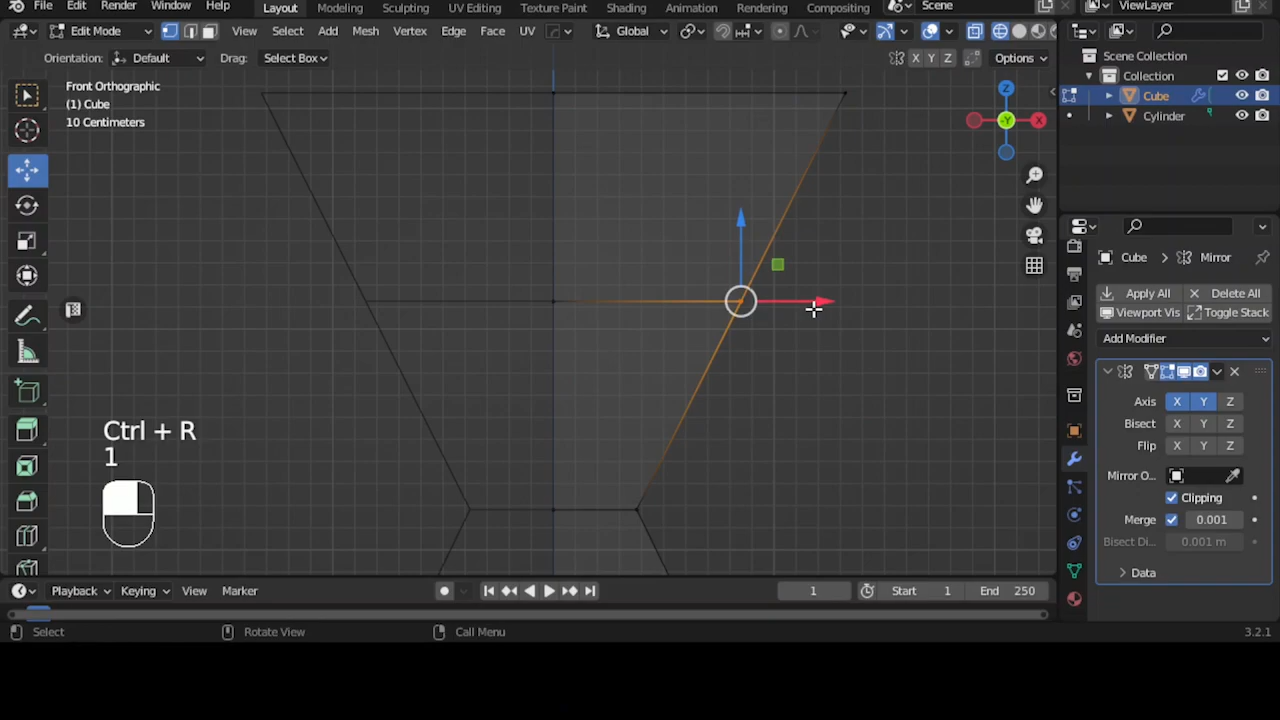 File Edit Render Window Help Layout Modeling Sculpting UV Editing Texture Paint Shading Animation Rendering Compositing Scene ViewLayer
Edit Mode View Select Add Mesh Vertex Edge Face UV Global
Orientation: Default Drag: Select Box X Y Z Options
Front Orthographic
(1) Cube
10 Centimeters
Z
-Y
X
Ctrl + R
1
Scene Collection
Collection
Cube
Cylinder
Cube > Mirror
Apply All Delete All
Viewport Vis Toggle Stack
Add Modifier
Axis X Y Z
Bisect X Y Z
Flip X Y Z
Mirror O...
Clipping
Merge 0.001
Bisect Di... 0.001 m
Data
Playback Keying View Marker 1 Start 1 End 250
Select Rotate View Call Menu 3.2.1